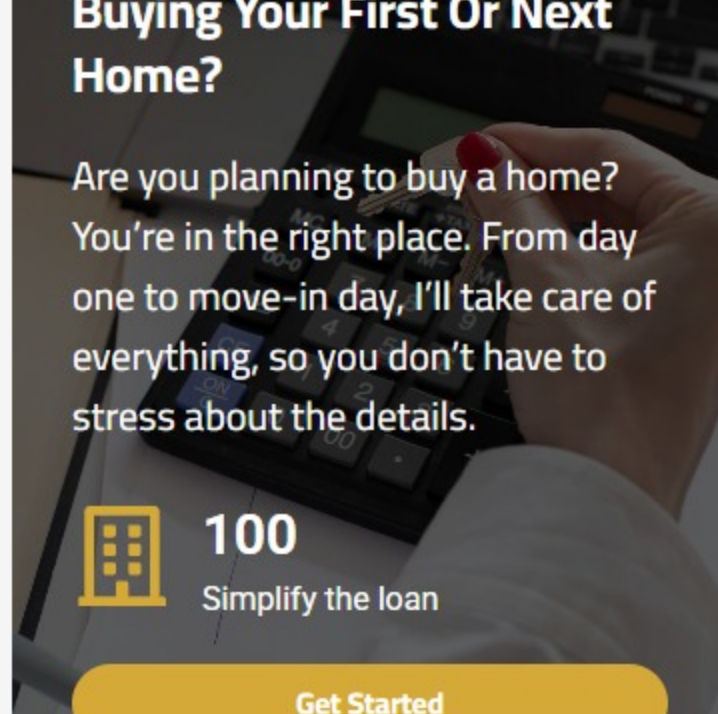 Buying Your First Or Next
Home?
Are you planning to buy a home?
You’re in the right place. From day
one to move-in day, I’ll take care of
everything, so you don’t have to
stress about the details.
100
Simplify the loan
Get Started